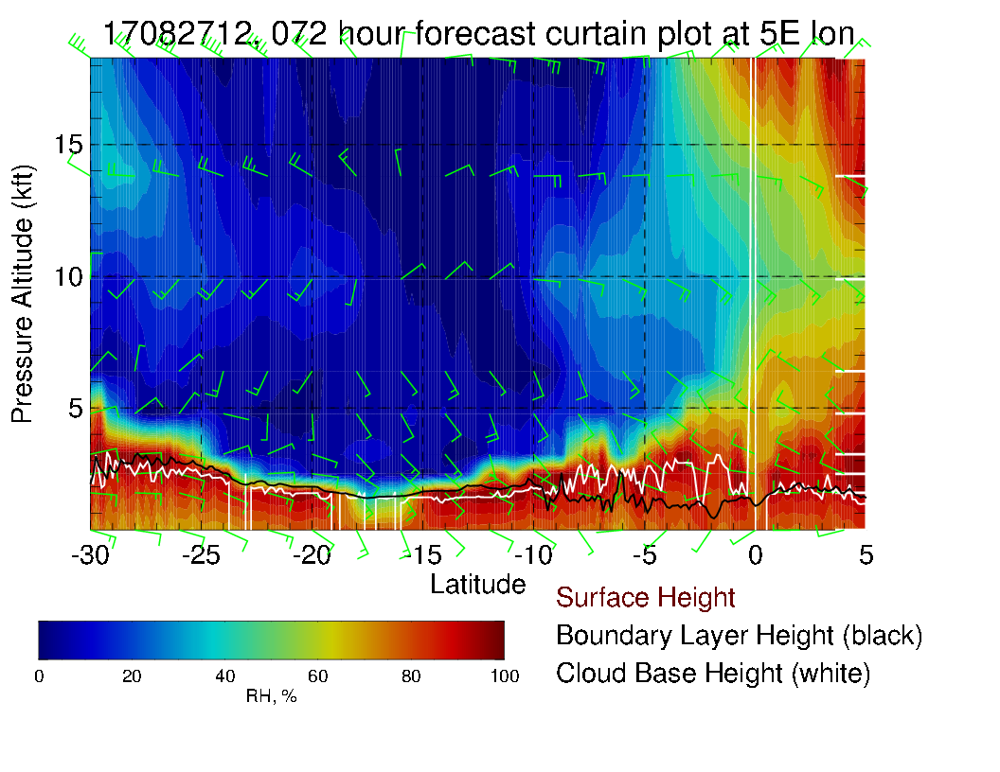 17082712, 072 hour forecast curtain plot at 5E lon
Pressure Altitude (kft)
15
10
5
-30 -25 -20 -15 -10 -5 0 5
Latitude
Surface Height
Boundary Layer Height (black)
Cloud Base Height (white)
0 20 40 60 80 100
RH, %